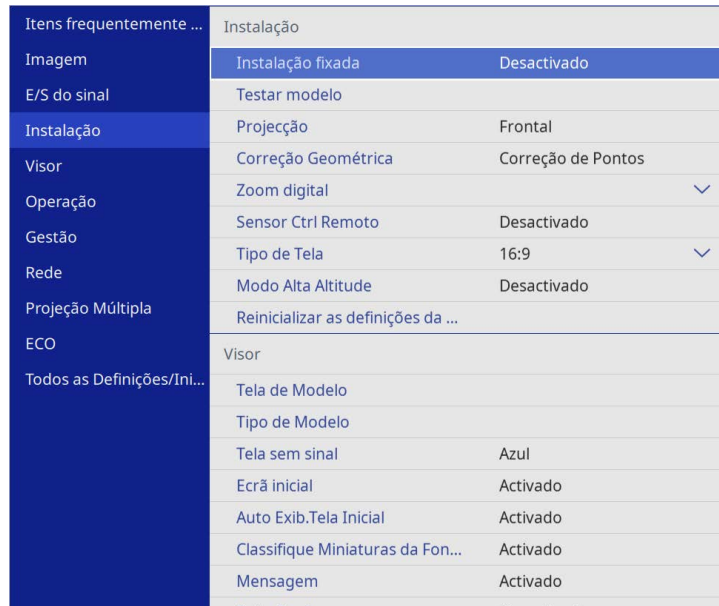 Itens frequentemente ...
Imagem
E/S do sinal
Instalação
Visor
Operação
Gestão
Rede
Projeção Múltipla
ECO
Todos as Definições/Ini...
Instalação
Instalação fixada Desactivado
Testar modelo
Projecção Frontal
Correção Geométrica Correção de Pontos
Zoom digital
Sensor Ctrl Remoto Desactivado
Tipo de Tela 16:9
Modo Alta Altitude Desactivado
Reinicializar as definições da ...
Visor
Tela de Modelo
Tipo de Modelo
Tela sem sinal Azul
Ecrã inicial Activado
Auto Exib.Tela Inicial Activado
Classifique Miniaturas da Fon... Activado
Mensagem Activado